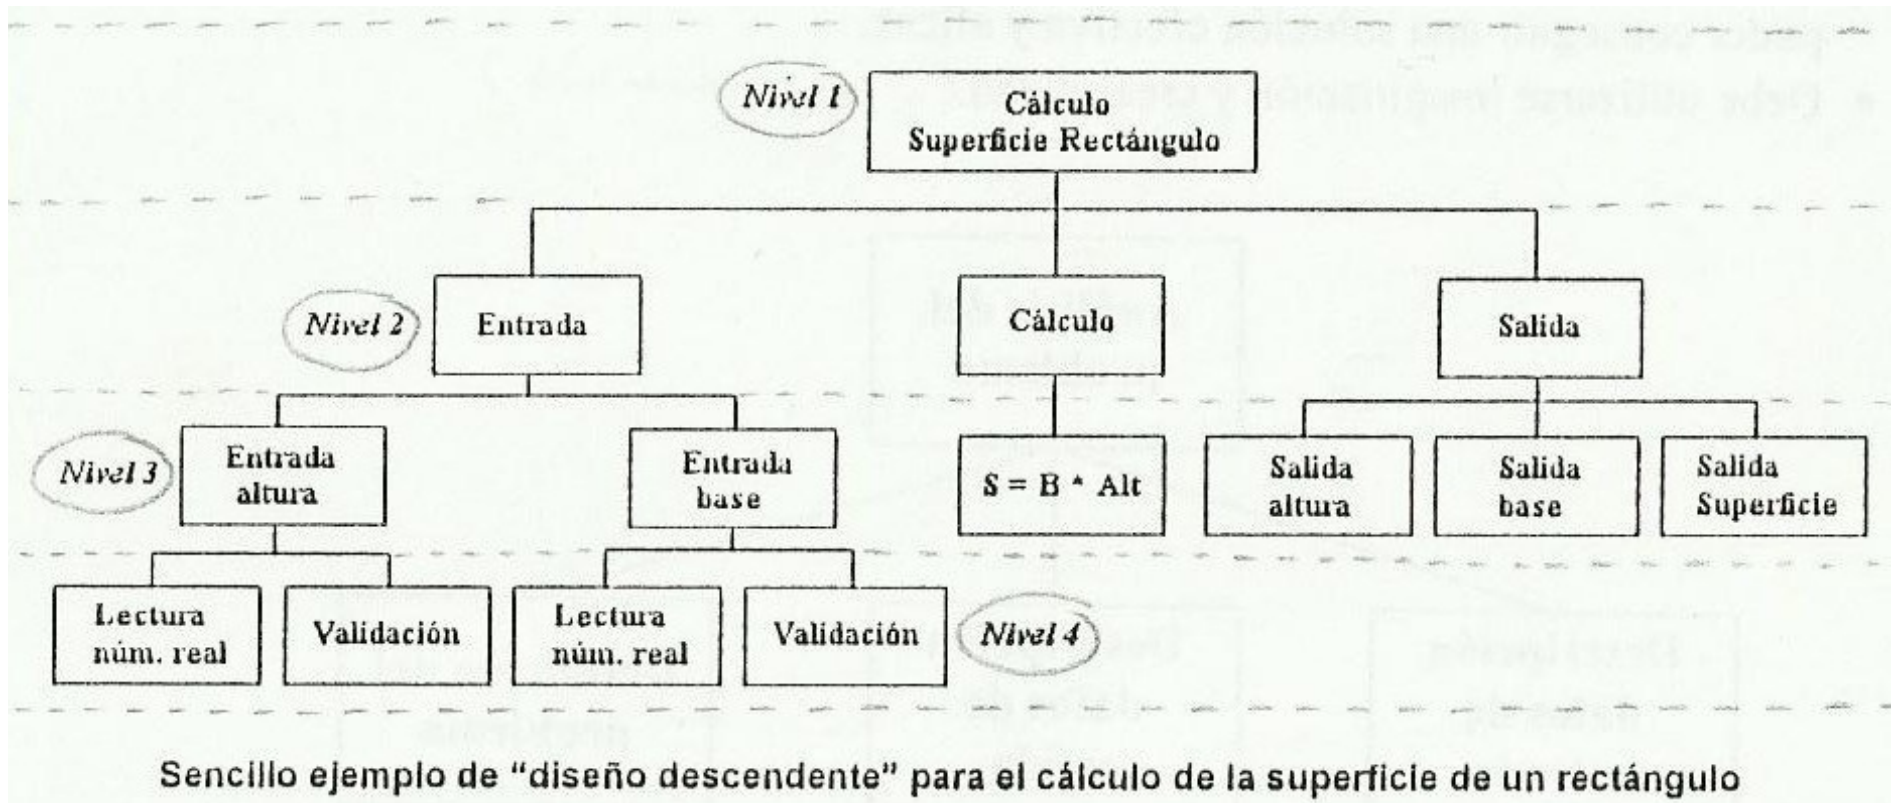 Nivel 1
Cálculo
Superficie Rectángulo
Nivel 2
Entrada
Cálculo
Salida
Nivel 3
Entrada
altura
Entrada
base
S = B * Alt
Salida
altura
Salida
base
Salida
Superficie
Lectura
núm. real
Validación
Lectura
núm. real
Validación
Nivel 4
Sencillo ejemplo de “diseño descendente” para el cálculo de la superficie de un rectángulo